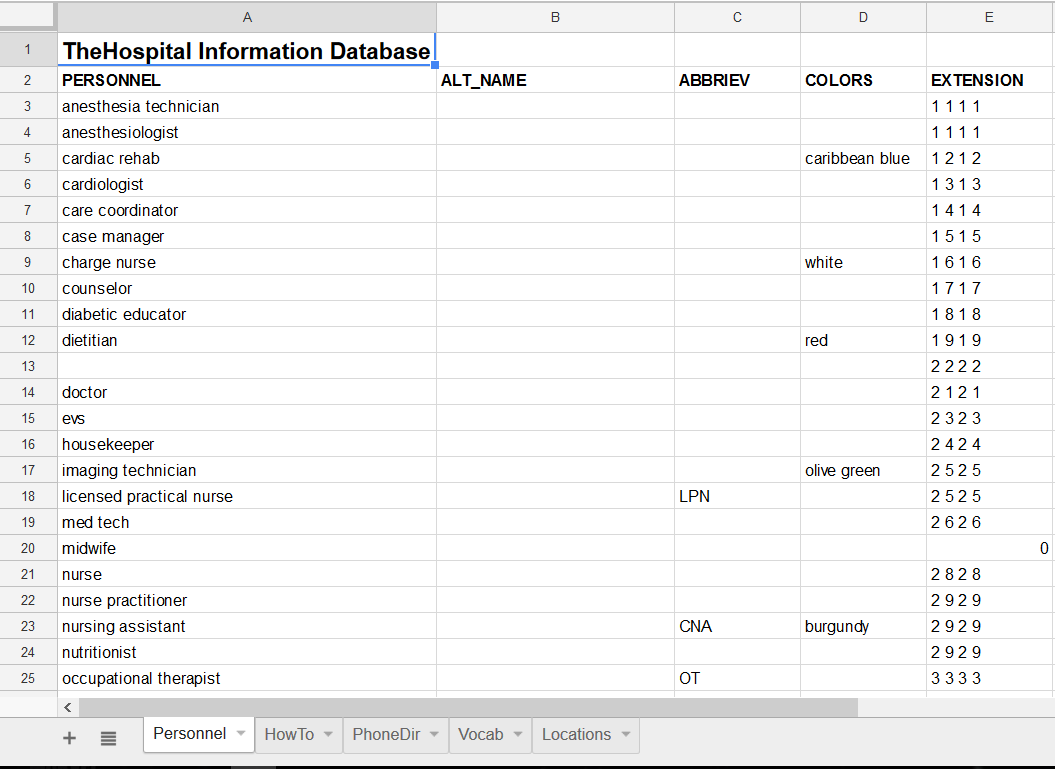 A B C D E
1 TheHospital Information Database
2 PERSONNEL ALT_NAME ABBRIEV COLORS EXTENSION
3 anesthesia technician 1 1 1 1
4 anesthesiologist 1 1 1 1
5 cardiac rehab caribbean blue 1 2 1 2
6 cardiologist 1 3 1 3
7 care coordinator 1 4 1 4
8 case manager 1 5 1 5
9 charge nurse white 1 6 1 6
10 counselor 1 7 1 7
11 diabetic educator 1 8 1 8
12 dietitian red 1 9 1 9
13 2 2 2 2
14 doctor 2 1 2 1
15 evs 2 3 2 3
16 housekeeper 2 4 2 4
17 imaging technician olive green 2 5 2 5
18 licensed practical nurse LPN 2 5 2 5
19 med tech 2 6 2 6
20 midwife 0
21 nurse 2 8 2 8
22 nurse practitioner 2 9 2 9
23 nursing assistant CNA burgundy 2 9 2 9
24 nutritionist 2 9 2 9
25 occupational therapist OT 3 3 3 3
Personnel HowTo PhoneDir Vocab Locations